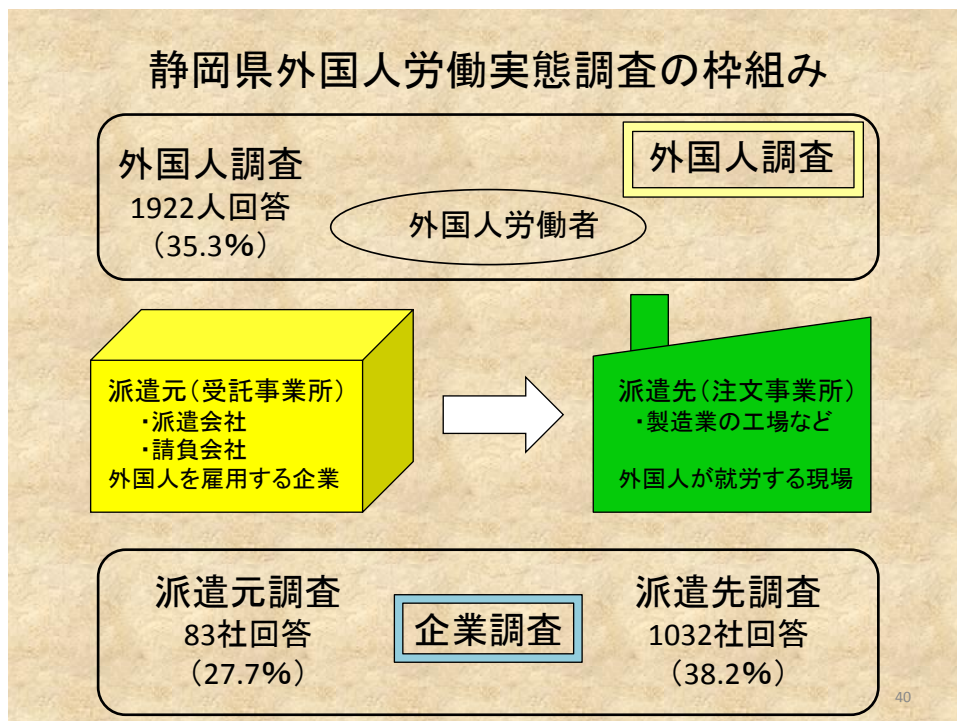 静岡県外国人労働実態調査の枠組み
外国人調査
1922人回答
（35.3%）
外国人調査
外国人労働者
派遣元（受託事業所）
・派遣会社
・請負会社
外国人を雇用する企業
派遣先（注文事業所）
・製造業の工場など
外国人が就労する現場
派遣元調査
83社回答
（27.7%）
企業調査
派遣先調査
1032社回答
（38.2%）
40